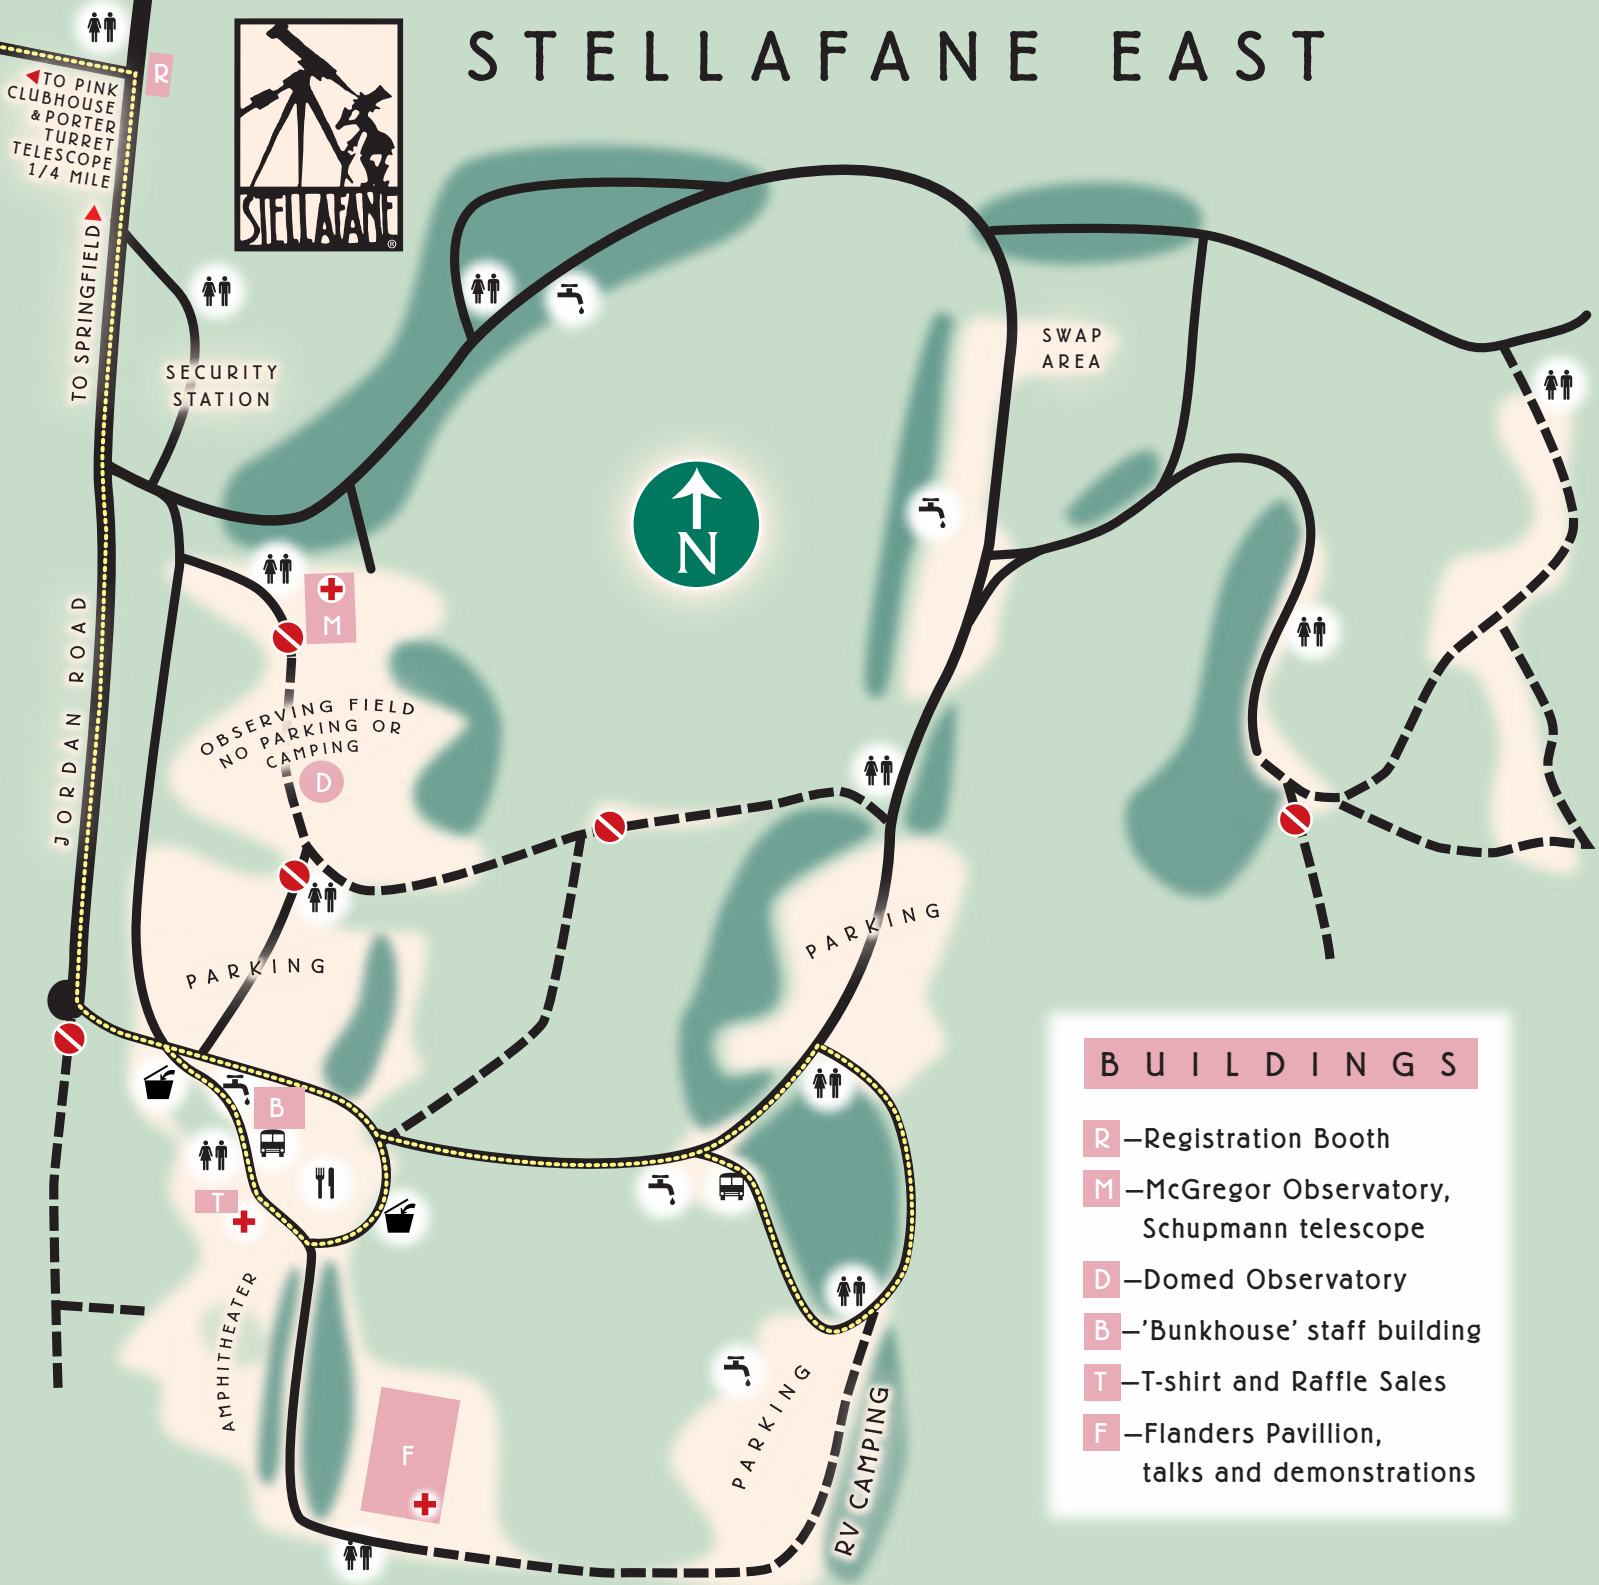 STELLAFANE EAST
R
TO PINK
CLUBHOUSE
& PORTER
TURRET
TELESCOPE
1/4 MILE
STELLAFANE
®
TO SPRINGFIELD
SECURITY
STATION
SWAP
AREA
N
M
JORDAN ROAD
OBSERVING FIELD
NO PARKING OR
CAMPING
D
PARKING
PARKING
B
T
AMPHITHEATER
F
PARKING
RV CAMPING
BUILDINGS
R –Registration Booth
M –McGregor Observatory,
Schupmann telescope
D –Domed Observatory
B –'Bunkhouse' staff building
T –T-shirt and Raffle Sales
F –Flanders Pavillion,
talks and demonstrations